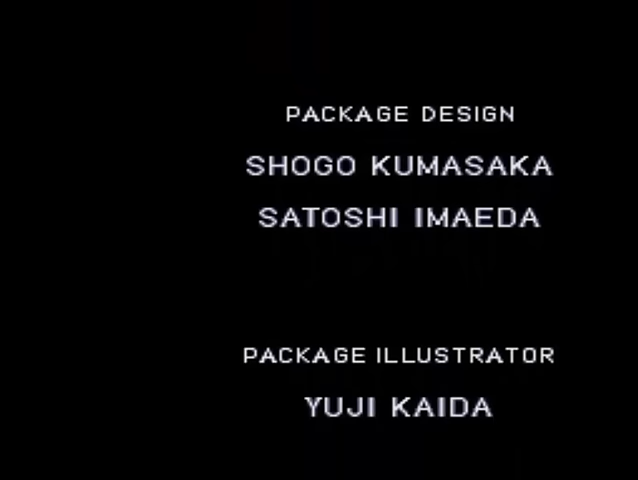 PACKAGE DESIGN
SHOGO KUMASAKA
SATOSHI IMAEDA
PACKAGE ILLUSTRATOR
YUJI KAIDA